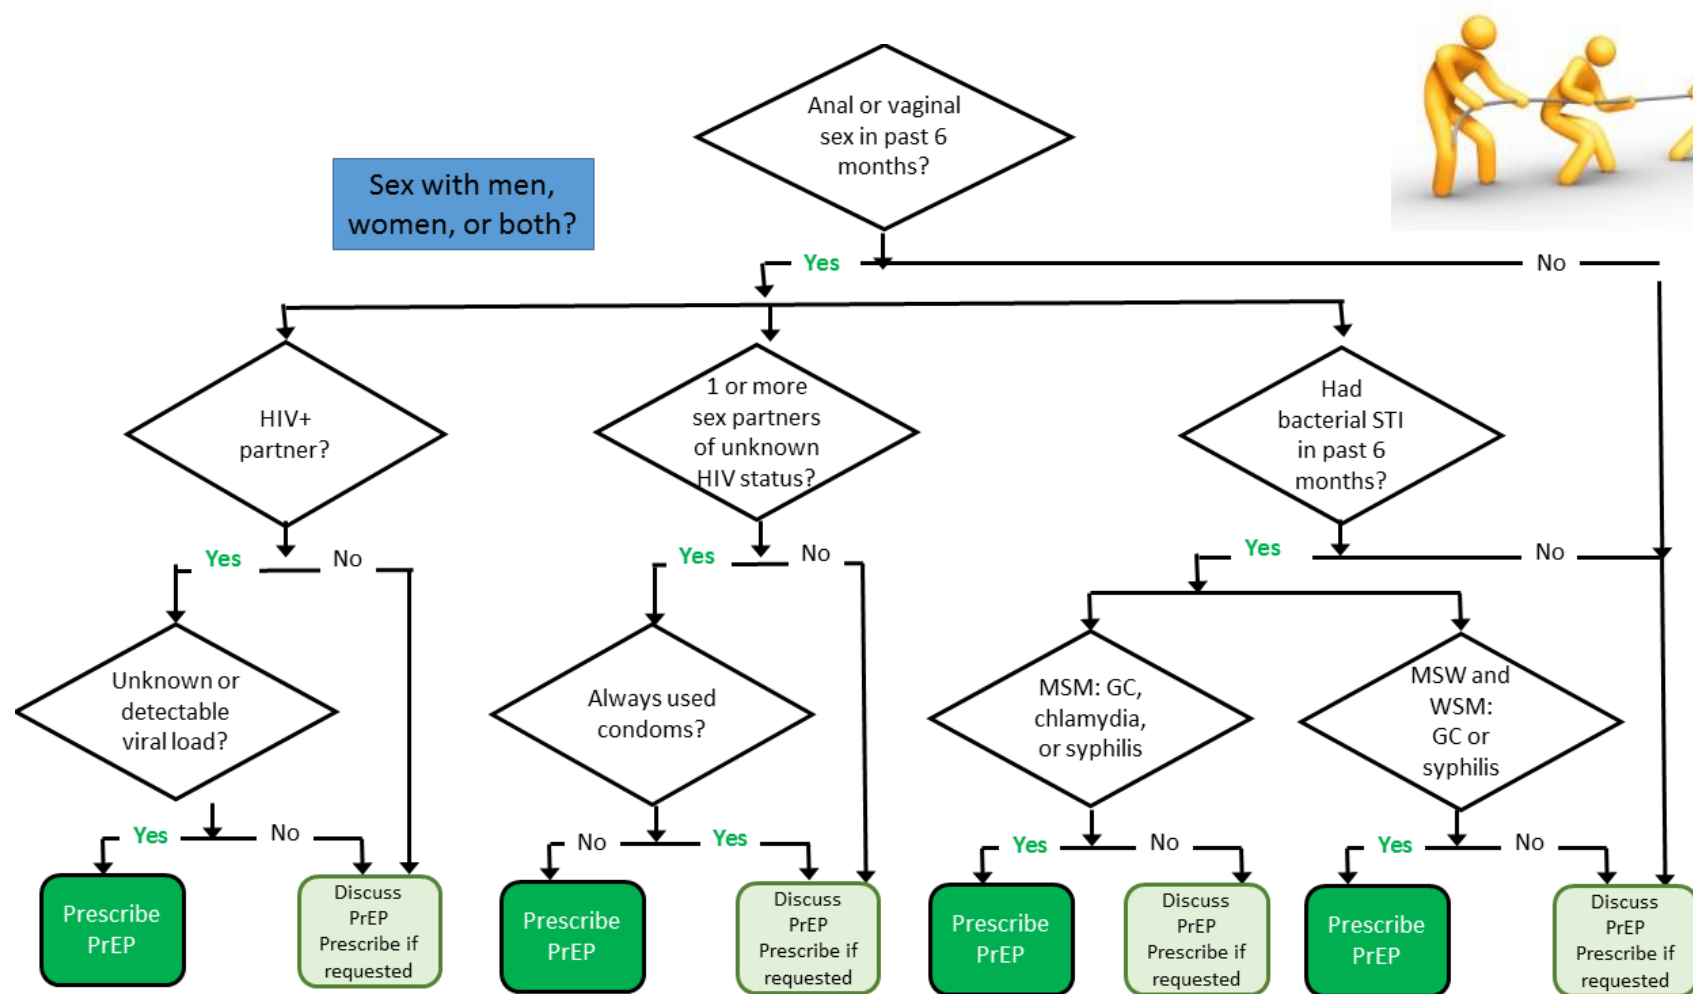 Anal or vaginal
sex in past 6
months?
Sex with men,
women, or both?
Yes
No
HIV+
partner?
1 or more
sex partners
of unknown
HIV status?
Had
bacterial STI
in past 6
months?
Yes
No
Yes
No
Yes
No
Unknown or
detectable
viral load?
Always used
condoms?
MSM: GC,
chlamydia,
or syphilis
MSW and
WSM:
GC or
syphilis
Yes
No
No
Yes
Yes
No
Yes
No
Prescribe
PrEP
Discuss
PrEP
Prescribe if
requested
Prescribe
PrEP
Discuss
PrEP
Prescribe if
requested
Prescribe
PrEP
Discuss
PrEP
Prescribe if
requested
Prescribe
PrEP
Discuss
PrEP
Prescribe if
requested